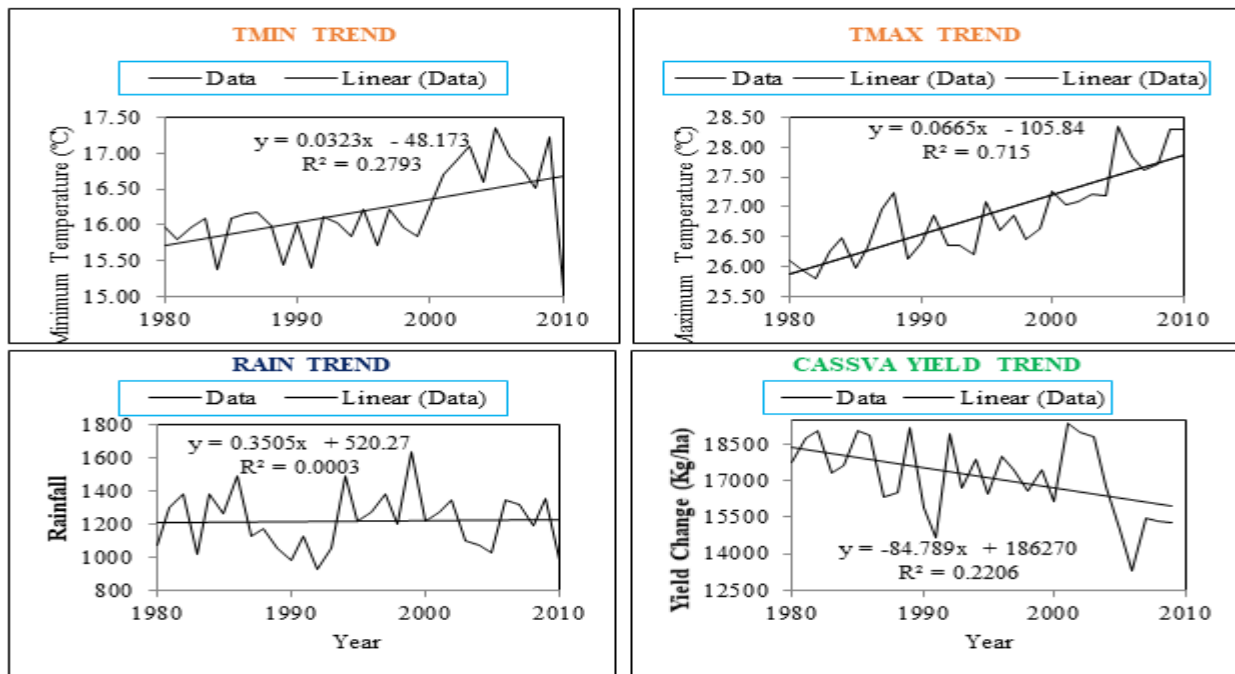 TMIN TREND
Data Linear (Data)
Minimum Temperature (°C)
17.50
17.00
16.50
16.00
15.50
15.00
y = 0.0323x - 48.173
R² = 0.2793
1980 1990 2000 2010
TMAX TREND
Data Linear (Data) Linear (Data)
Maximum Temperature (°C)
28.50
28.00
27.50
27.00
26.50
26.00
25.50
y = 0.0665x - 105.84
R² = 0.715
1980 1990 2000 2010
RAIN TREND
Data Linear (Data)
Rainfall
1800
1600
1400
1200
1000
800
y = 0.3505x + 520.27
R² = 0.0003
1980 1990 2000 2010
Year
CASSVA YIELD TREND
Data Linear (Data)
Yield Change (Kg/ha)
18500
17000
15500
14000
12500
y = -84.789x + 186270
R² = 0.2206
1980 1990 2000 2010
Year